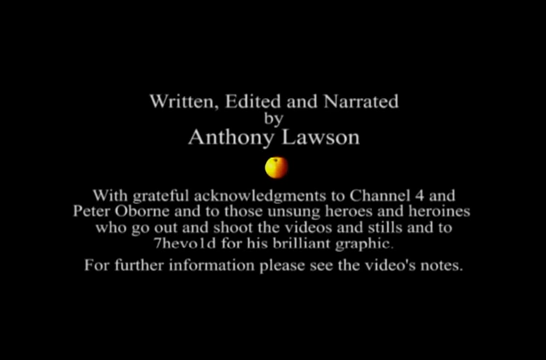 Written, Edited and Narrated
by
Anthony Lawson
With grateful acknowledgments to Channel 4 and
Peter Oborne and to those unsung heroes and heroines
who go out and shoot the videos and stills and to
7hevo1d for his brilliant graphic.
For further information please see the video's notes.